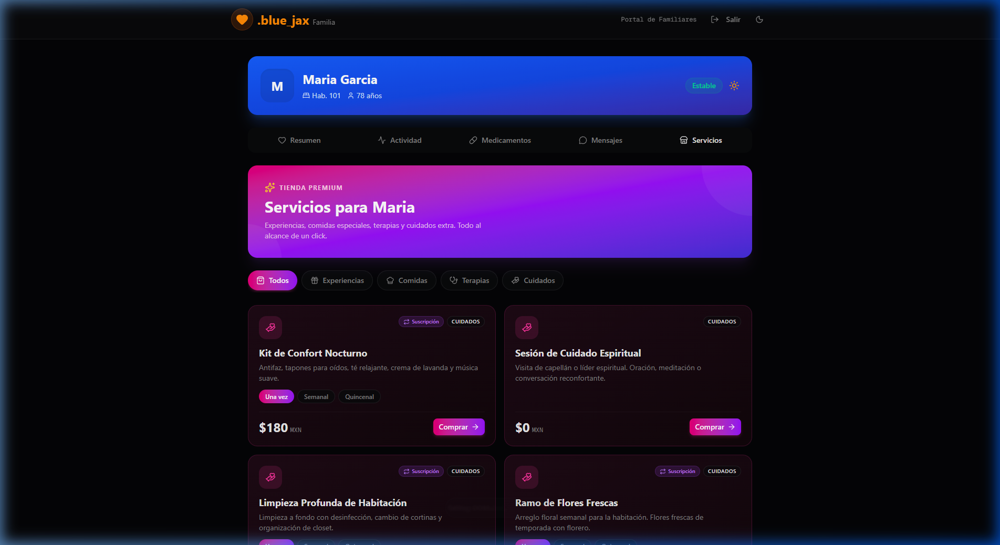 .blue_jax Familia
Portal de Familiares
Salir
M
Maria Garcia
Hab. 101 78 años
Estable
Resumen
Actividad
Medicamentos
Mensajes
Servicios
TIENDA PREMIUM
Servicios para Maria
Experiencias, comidas especiales, terapias y cuidados extra. Todo al
alcance de un click.
Todos
Experiencias
Comidas
Terapias
Cuidados
Suscripción
CUIDADOS
Kit de Confort Nocturno
Antifaz, tapones para oídos, té relajante, crema de lavanda y música
suave.
Una vez
Semanal
Quincenal
$180 MXN
Comprar
CUIDADOS
Sesión de Cuidado Espiritual
Visita de capellán o líder espiritual. Oración, meditación o
conversación reconfortante.
$0 MXN
Comprar
Suscripción
CUIDADOS
Limpieza Profunda de Habitación
Limpieza a fondo con desinfección, cambio de cortinas y
organización de closet.
Suscripción
CUIDADOS
Ramo de Flores Frescas
Arreglo floral semanal para la habitación. Flores frescas de
temporada con florero.